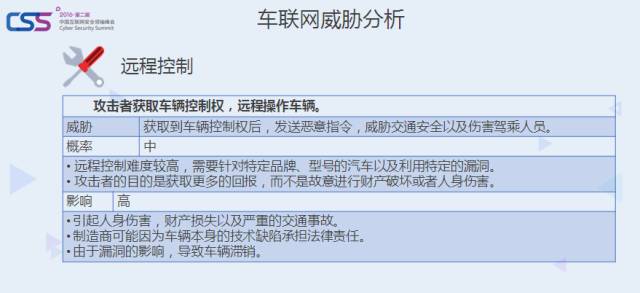 CSS
2016·第二届
中国互联网安全领袖峰会
Cyber Security Summit
车联网威胁分析
远程控制
攻击者获取车辆控制权，远程操作车辆。
威胁 获取到车辆控制权后，发送恶意指令，威胁交通安全以及伤害驾乘人员。
概率 中
• 远程控制难度较高，需要针对特定品牌、型号的汽车以及利用特定的漏洞。
• 攻击者的目的是获取更多的回报，而不是故意进行财产破坏或者人身伤害。
影响 高
• 引起人身伤害，财产损失以及严重的交通事故。
• 制造商可能因为车辆本身的技术缺陷承担法律责任。
• 由于漏洞的影响，导致车辆滞销。